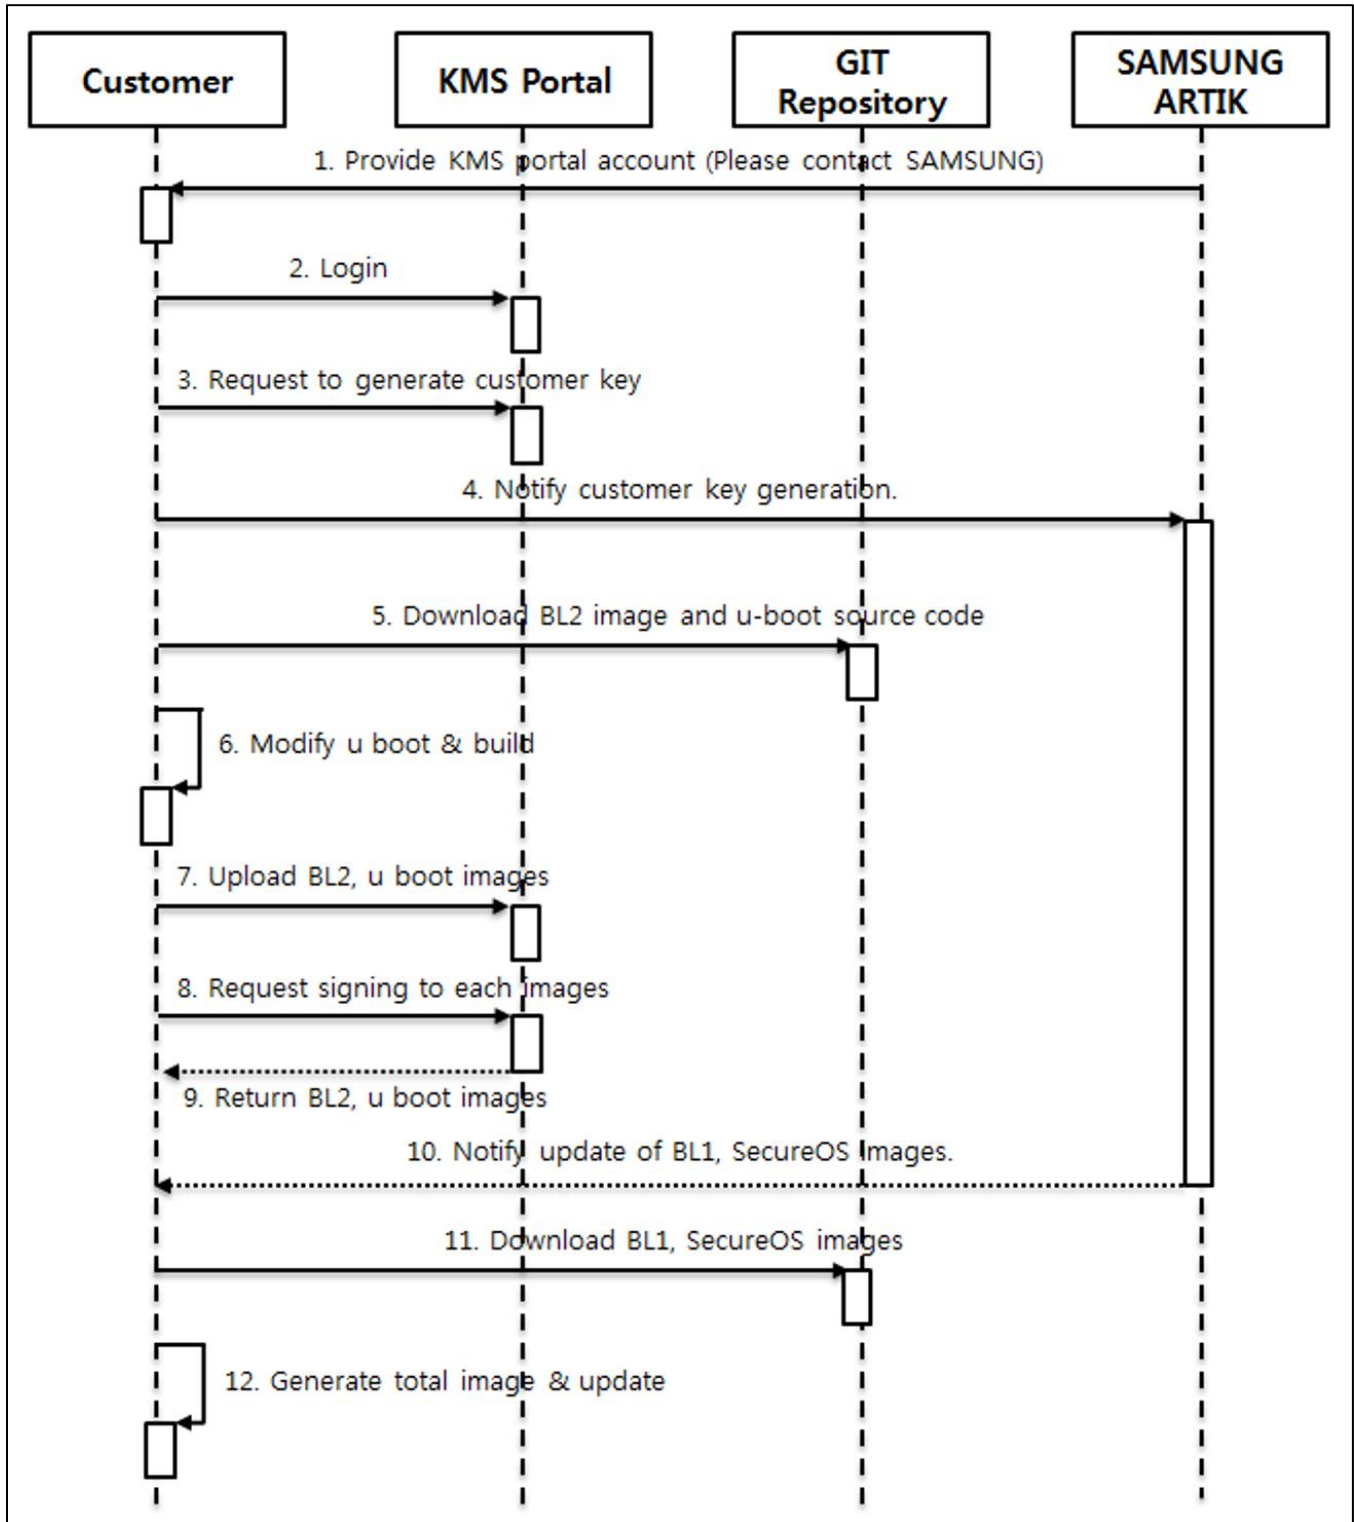 Customer
KMS Portal
GIT
Repository
SAMSUNG
ARTIK
1. Provide KMS portal account (Please contact SAMSUNG)
2. Login
3. Request to generate customer key
4. Notify customer key generation.
5. Download BL2 image and u-boot source code
6. Modify u boot & build
7. Upload BL2, u boot images
8. Request signing to each images
9. Return BL2, u boot images
10. Notify update of BL1, SecureOS images.
11. Download BL1, SecureOS images
12. Generate total image & update